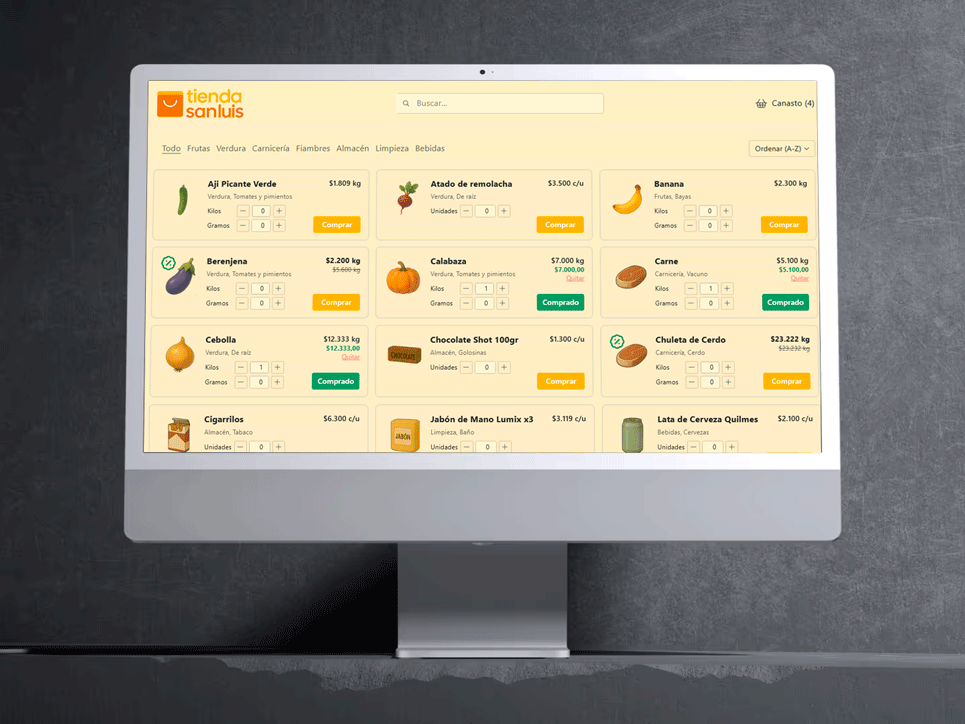 tienda
sanluis
Buscar...
Canasto (4)
Todo Frutas Verdura Carnicería Fiambres Almacén Limpieza Bebidas
Ordenar (A-Z)
Aji Picante Verde $1.809 kg
Verdura, Tomates y pimientos
Kilos − 0 +
Gramos − 0 +
Comprar
Atado de remolacha $3.500 c/u
Verdura, De raíz
Unidades − 0 +
Comprar
Banana $2.300 kg
Frutas, Bayas
Kilos − 0 +
Gramos − 0 +
Comprar
Berenjena $2.200 kg
Verdura, Tomates y pimientos $5.600 kg
Kilos − 0 +
Gramos − 0 +
Comprar
Calabaza $7.000 kg
Verdura, Tomates y pimientos $7.000,00
Quitar
Kilos − 1 +
Gramos − 0 +
Comprado
Carne $5.100 kg
Carnicería, Vacuno $5.100,00
Quitar
Kilos − 1 +
Gramos − 0 +
Comprado
Cebolla $12.333 kg
Verdura, De raíz $12.333,00
Quitar
Kilos − 1 +
Gramos − 0 +
Comprado
Chocolate Shot 100gr $1.300 c/u
Almacén, Golosinas
Unidades − 0 +
CHOCOLATE
Comprar
Chuleta de Cerdo $23.222 kg
Carnicería, Cerdo $23.232 kg
Kilos − 0 +
Gramos − 0 +
Comprar
Cigarrilos $6.300 c/u
Almacén, Tabaco
Unidades − 0 +
Jabón de Mano Lumix x3 $3.119 c/u
Limpieza, Baño
JABÓN
Unidades − 0 +
Lata de Cerveza Quilmes $2.100 c/u
Bebidas, Cervezas
Unidades − 0 +